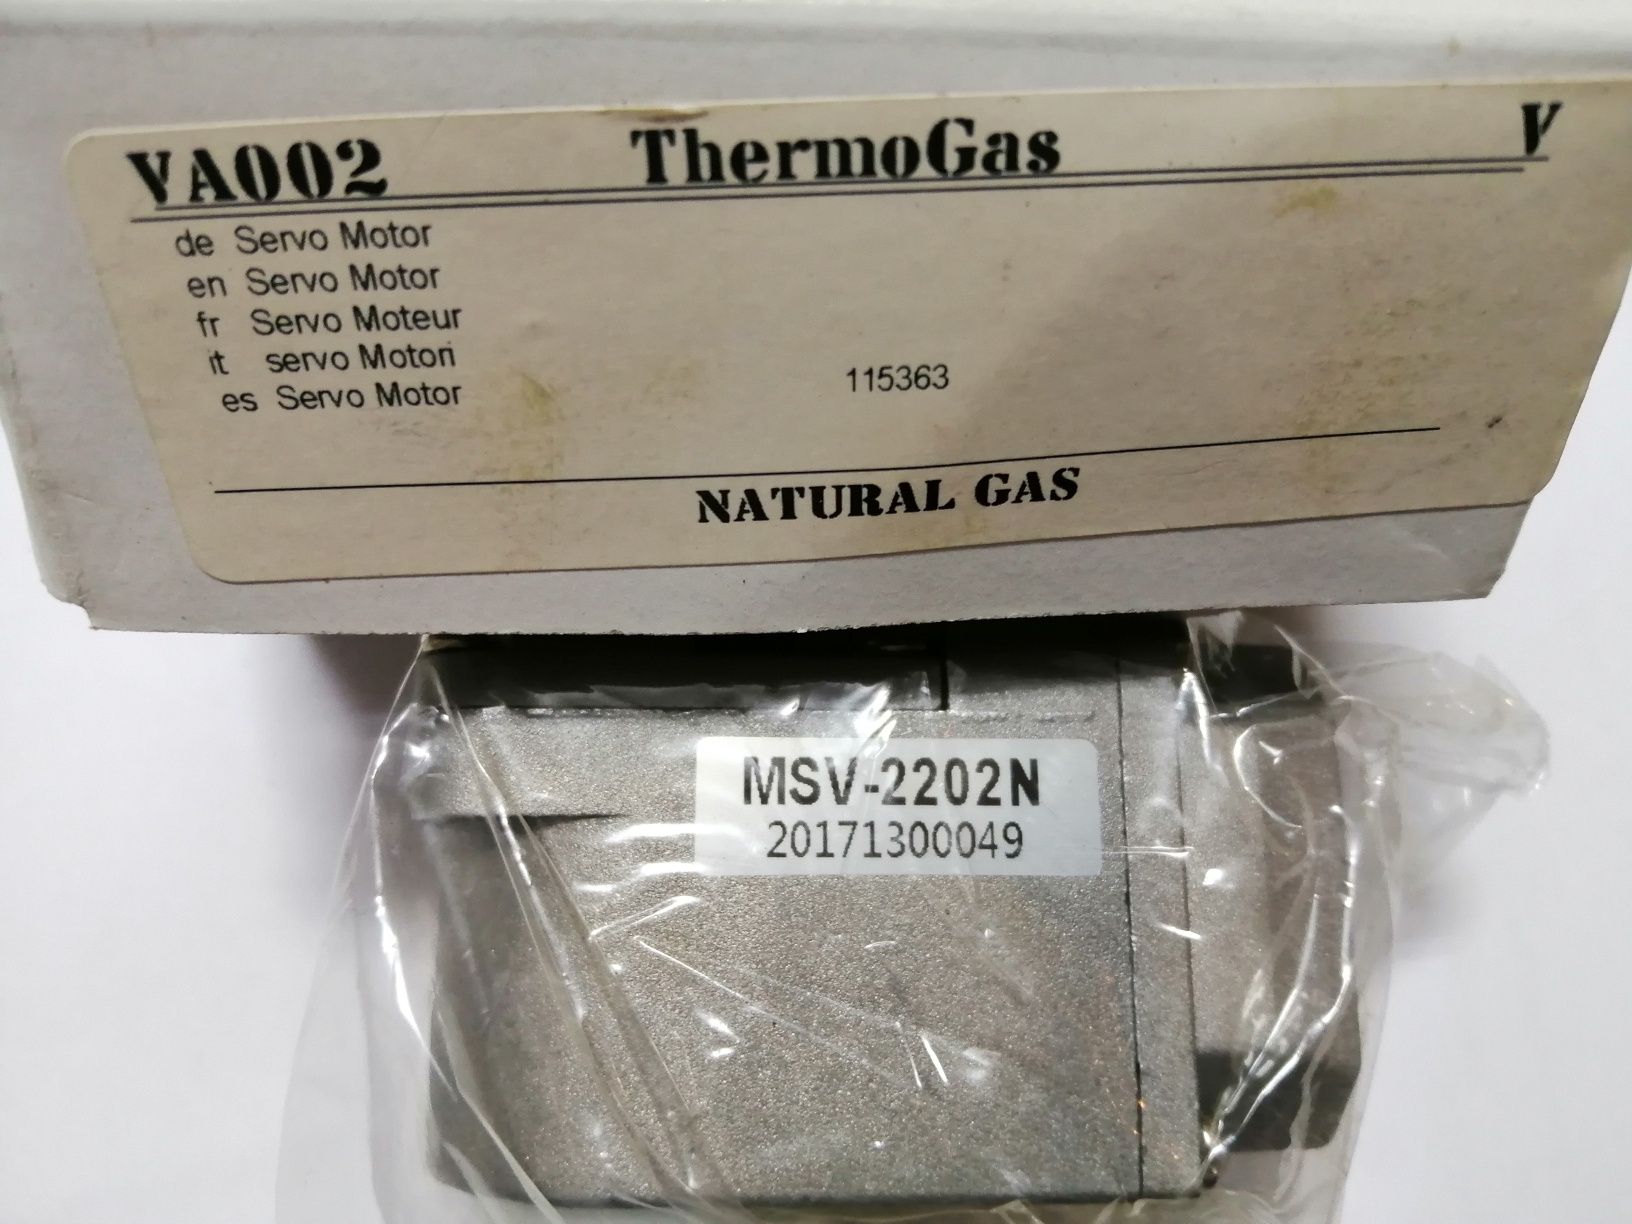 VA002 ThermoGas V
de Servo Motor
en Servo Motor
fr Servo Moteur
it servo Motori
es Servo Motor
115363
NATURAL GAS
MSV-2202N
20171300049